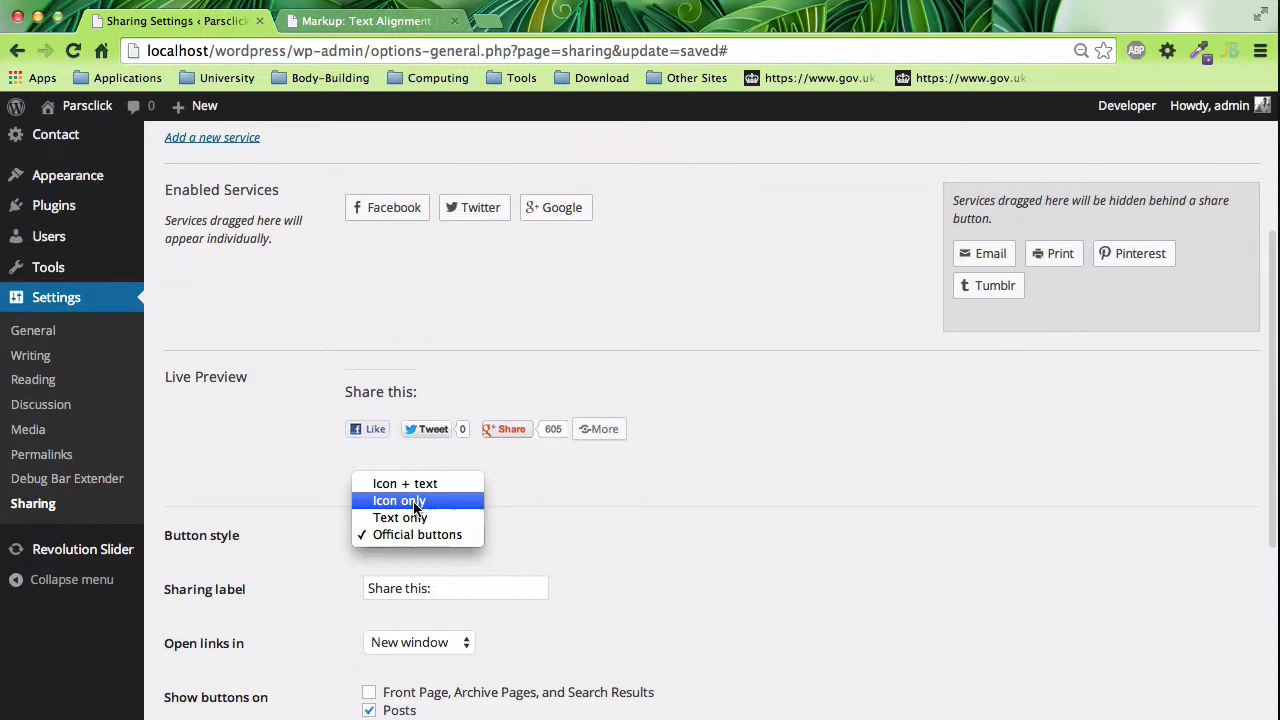 Sharing Settings ‹ Parsclick
Markup: Text Alignment
localhost/wordpress/wp-admin/options-general.php?page=sharing&update=saved#
ABP
JB
Apps
Applications
University
Body-Building
Computing
Tools
Download
Other Sites
https://www.gov.uk
https://www.gov.uk
Parsclick
0
New
Developer
Howdy, admin
Contact
Appearance
Plugins
Users
Tools
Settings
General
Writing
Reading
Discussion
Media
Permalinks
Debug Bar Extender
Sharing
Revolution Slider
Collapse menu
Add a new service
Enabled Services
Services dragged here will
appear individually.
Facebook
Twitter
Google
Services dragged here will be hidden behind a share
button.
Email
Print
Pinterest
Tumblr
Live Preview
Share this:
Like
Tweet
0
Share
605
More
Button style
Icon + text
Icon only
Text only
Official buttons
Sharing label
Share this:
Open links in
New window
Show buttons on
Front Page, Archive Pages, and Search Results
Posts